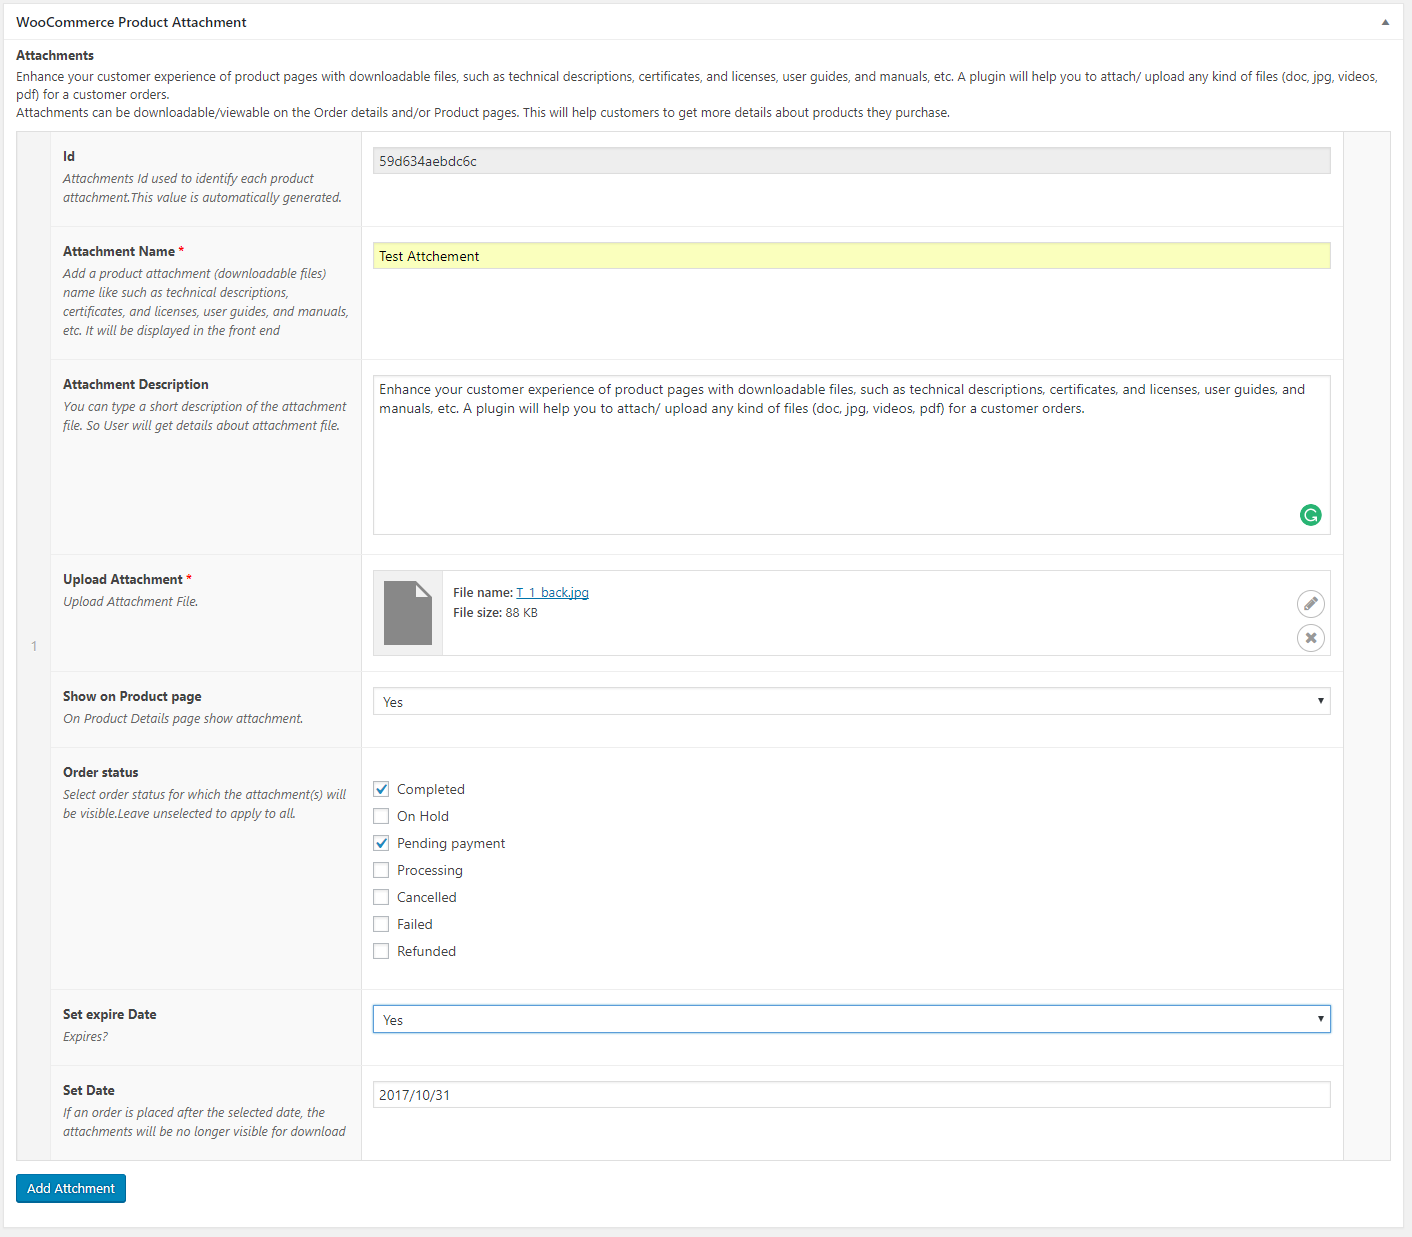 WooCommerce Product Attachment
Attachments
Enhance your customer experience of product pages with downloadable files, such as technical descriptions, certificates, and licenses, user guides, and manuals, etc. A plugin will help you to attach/ upload any kind of files (doc, jpg, videos,
pdf) for a customer orders.
Attachments can be downloadable/viewable on the Order details and/or Product pages. This will help customers to get more details about products they purchase.
1
Id
Attachments Id used to identify each product
attachment.This value is automatically generated.
59d634aebdc6c
Attachment Name *
Add a product attachment (downloadable files)
name like such as technical descriptions,
certificates, and licenses, user guides, and manuals,
etc. It will be displayed in the front end
Test Attchement
Attachment Description
You can type a short description of the attachment
file. So User will get details about attachment file.
Enhance your customer experience of product pages with downloadable files, such as technical descriptions, certificates, and licenses, user guides, and
manuals, etc. A plugin will help you to attach/ upload any kind of files (doc, jpg, videos, pdf) for a customer orders.
Upload Attachment *
Upload Attachment File.
File name: T_1_back.jpg
File size: 88 KB
Show on Product page
On Product Details page show attachment.
Yes
Order status
Select order status for which the attachment(s) will
be visible.Leave unselected to apply to all.
Completed
On Hold
Pending payment
Processing
Cancelled
Failed
Refunded
Set expire Date
Expires?
Yes
Set Date
If an order is placed after the selected date, the
attachments will be no longer visible for download
2017/10/31
Add Attchment